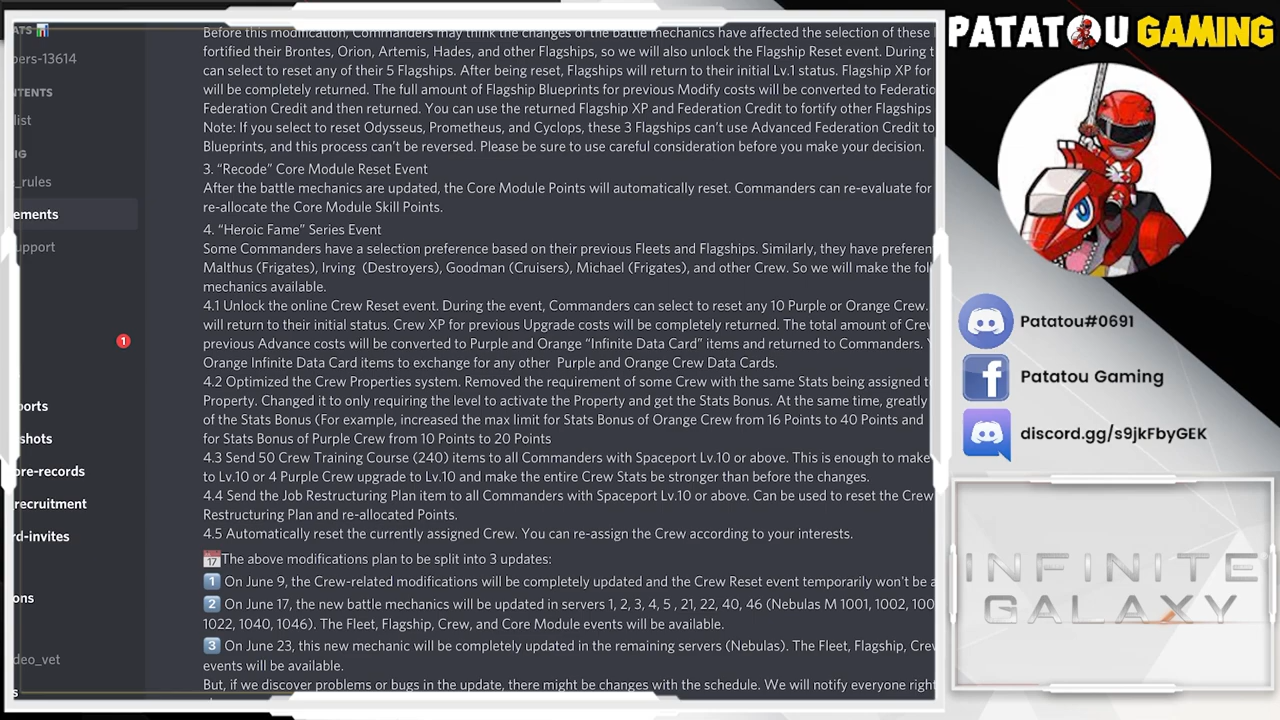 PATATOU GAMING
Before this modification, Commanders may think the changes of the battle mechanics have affected the selection of these
fortified their Brontes, Orion, Artemis, Hades, and other Flagships, so we will also unlock the Flagship Reset event. During t
can select to reset any of their 5 Flagships. After being reset, Flagships will return to their initial Lv.1 status. Flagship XP for
will be completely returned. The full amount of Flagship Blueprints for previous Modify costs will be converted to Federatio
Federation Credit and then returned. You can use the returned Flagship XP and Federation Credit to fortify other Flagships
Note: If you select to reset Odysseus, Prometheus, and Cyclops, these 3 Flagships can't use Advanced Federation Credit to
Blueprints, and this process can't be reversed. Please be sure to use careful consideration before you make your decision.
3. “Recode” Core Module Reset Event
After the battle mechanics are updated, the Core Module Points will automatically reset. Commanders can re-evaluate for
re-allocate the Core Module Skill Points.
4. “Heroic Fame” Series Event
Some Commanders have a selection preference based on their previous Fleets and Flagships. Similarly, they have preferen
Malthus (Frigates), Irving (Destroyers), Goodman (Cruisers), Michael (Frigates), and other Crew. So we will make the fol
mechanics available.
4.1 Unlock the online Crew Reset event. During the event, Commanders can select to reset any 10 Purple or Orange Crew.
will return to their initial status. Crew XP for previous Upgrade costs will be completely returned. The total amount of Crew
previous Advance costs will be converted to Purple and Orange “Infinite Data Card” items and returned to Commanders.
Orange Infinite Data Card items to exchange for any other Purple and Orange Crew Data Cards.
4.2 Optimized the Crew Properties system. Removed the requirement of some Crew with the same Stats being assigned t
Property. Changed it to only requiring the level to activate the Property and get the Stats Bonus. At the same time, greatly
of the Stats Bonus (For example, increased the max limit for Stats Bonus of Orange Crew from 16 Points to 40 Points and
for Stats Bonus of Purple Crew from 10 Points to 20 Points
4.3 Send 50 Crew Training Course (240) items to all Commanders with Spaceport Lv.10 or above. This is enough to make
to Lv.10 or 4 Purple Crew upgrade to Lv.10 and make the entire Crew Stats be stronger than before the changes.
4.4 Send the Job Restructuring Plan item to all Commanders with Spaceport Lv.10 or above. Can be used to reset the Crew
Restructuring Plan and re-allocated Points.
4.5 Automatically reset the currently assigned Crew. You can re-assign the Crew according to your interests.
17 The above modifications plan to be split into 3 updates:
1 On June 9, the Crew-related modifications will be completely updated and the Crew Reset event temporarily won't be a
2 On June 17, the new battle mechanics will be updated in servers 1, 2, 3, 4, 5 , 21, 22, 40, 46 (Nebulas M 1001, 1002, 100
1022, 1040, 1046). The Fleet, Flagship, Crew, and Core Module events will be available.
3 On June 23, this new mechanic will be completely updated in the remaining servers (Nebulas). The Fleet, Flagship, Crew
events will be available.
But, if we discover problems or bugs in the update, there might be changes with the schedule. We will notify everyone right
ATS
bers-13614
NTENTS
list
IG
_rules
ements
upport
1
ports
shots
ore-records
recruitment
rd-invites
ons
deo_vet
s
Patatou#0691
Patatou Gaming
discord.gg/s9jkFbyGEK
INFINITE
GALAXY